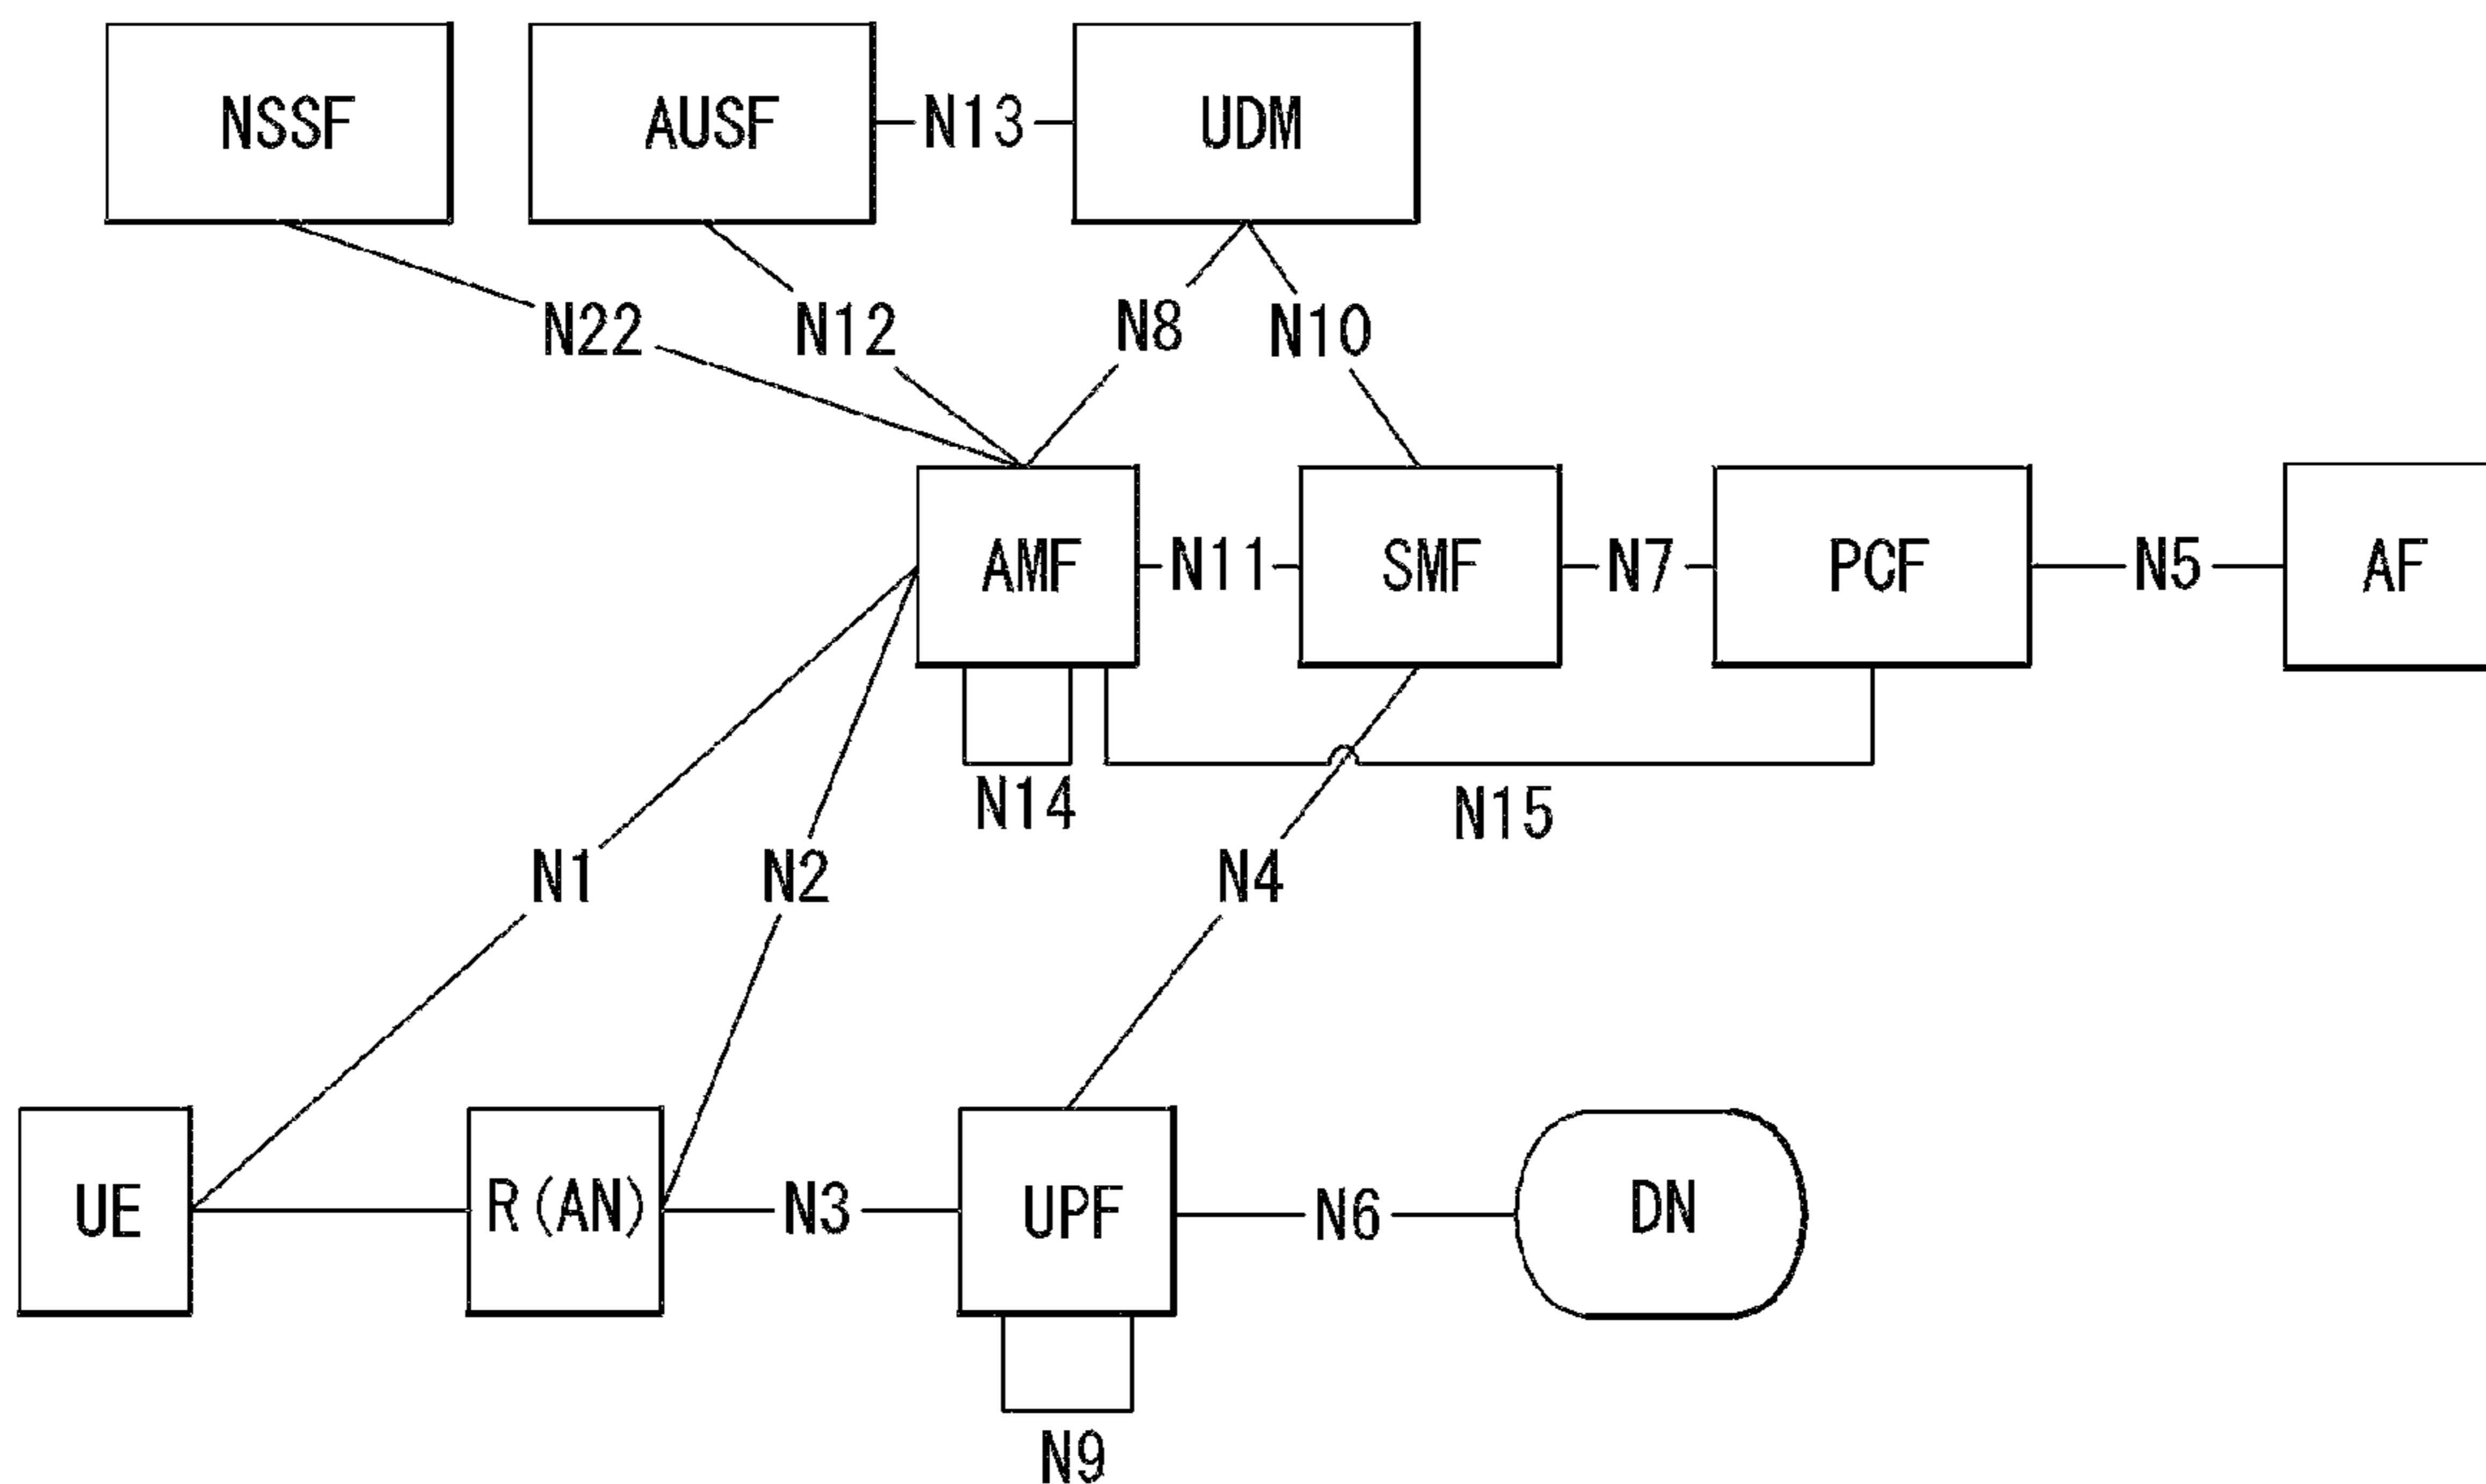 NSSF AUSF N13 UDM
N22 N12 N8 N10
AMF N11 SMF N7 PCF N5 AF
N14 N15
N1 N2 N4
UE R(AN) N3 UPF N6 DN
N9